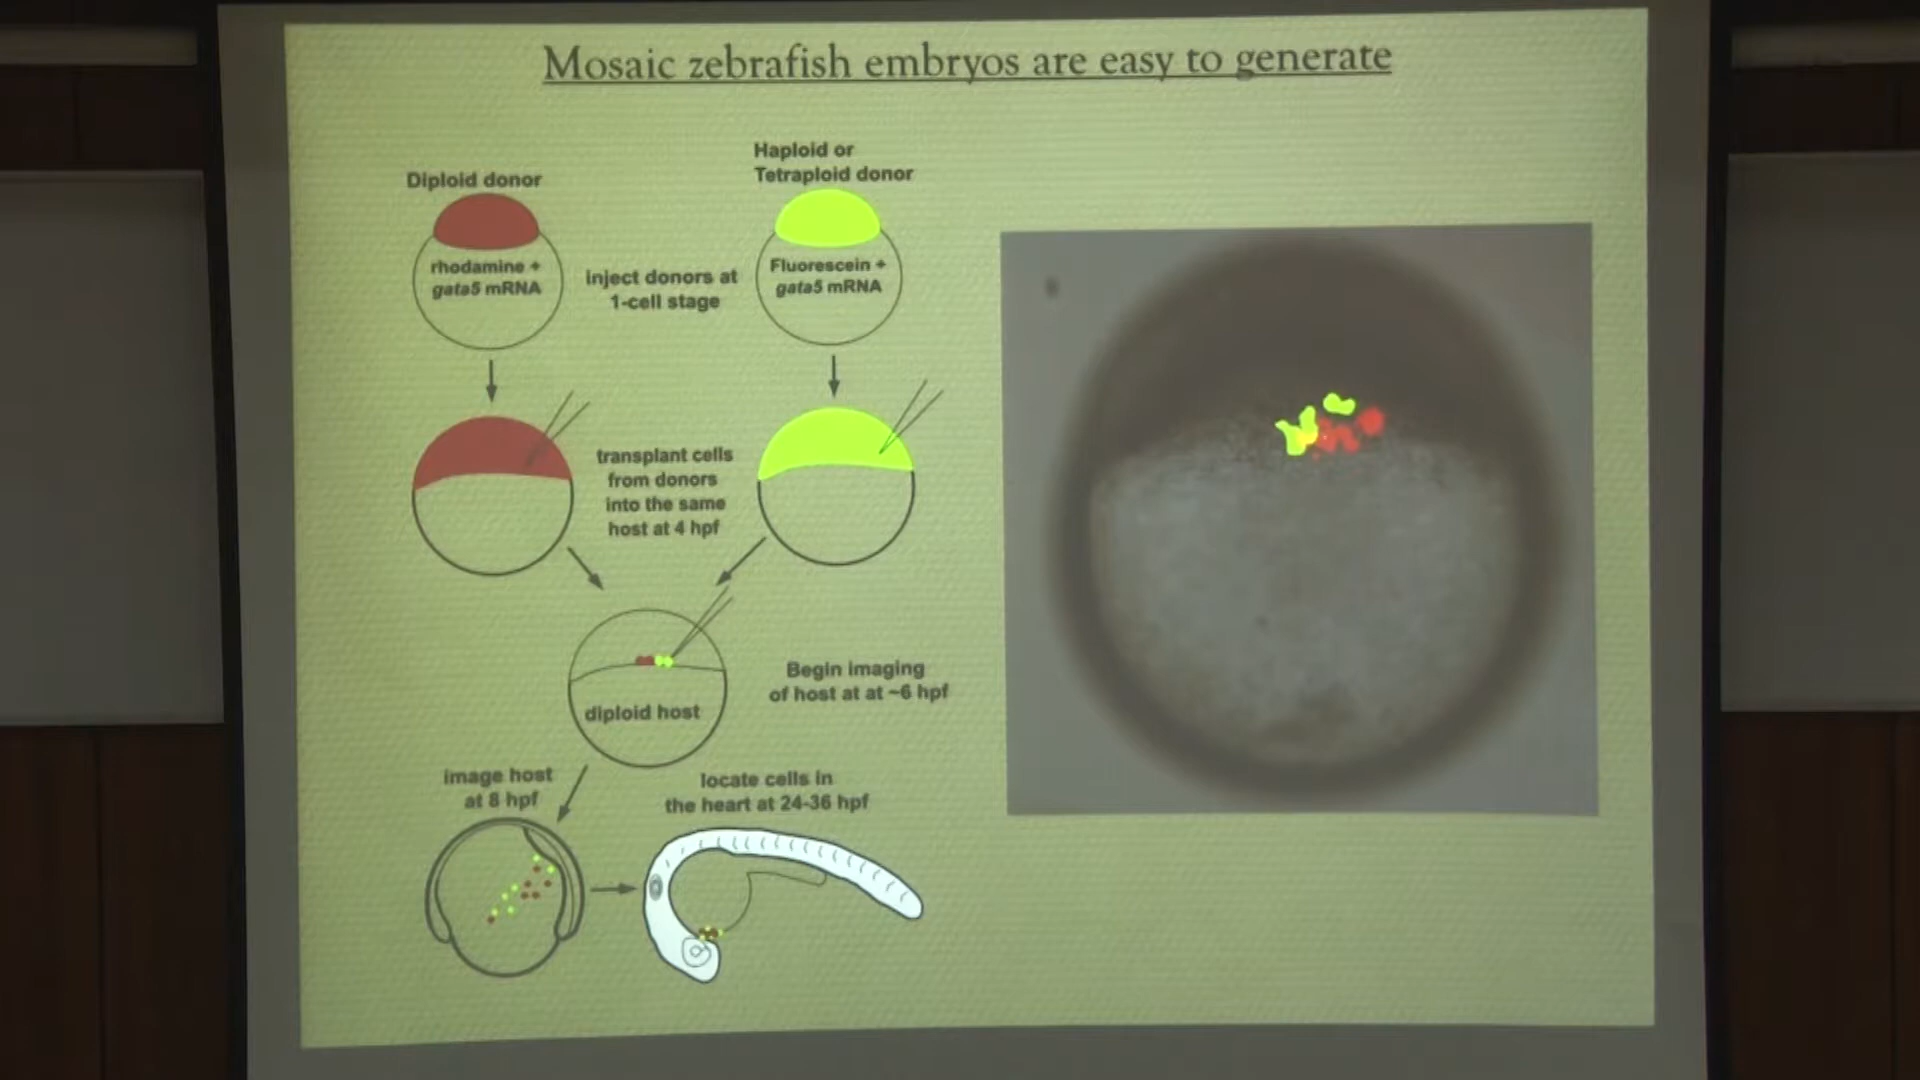 Mosaic zebrafish embryos are easy to generate
Diploid donor
Haploid or
Tetraploid donor
rhodamine +
gata5 mRNA
inject donors at
1-cell stage
Fluorescein +
gata5 mRNA
transplant cells
from donors
into the same
host at 4 hpf
diploid host
Begin imaging
of host at at ~6 hpf
image host
at 8 hpf
locate cells in
the heart at 24-36 hpf